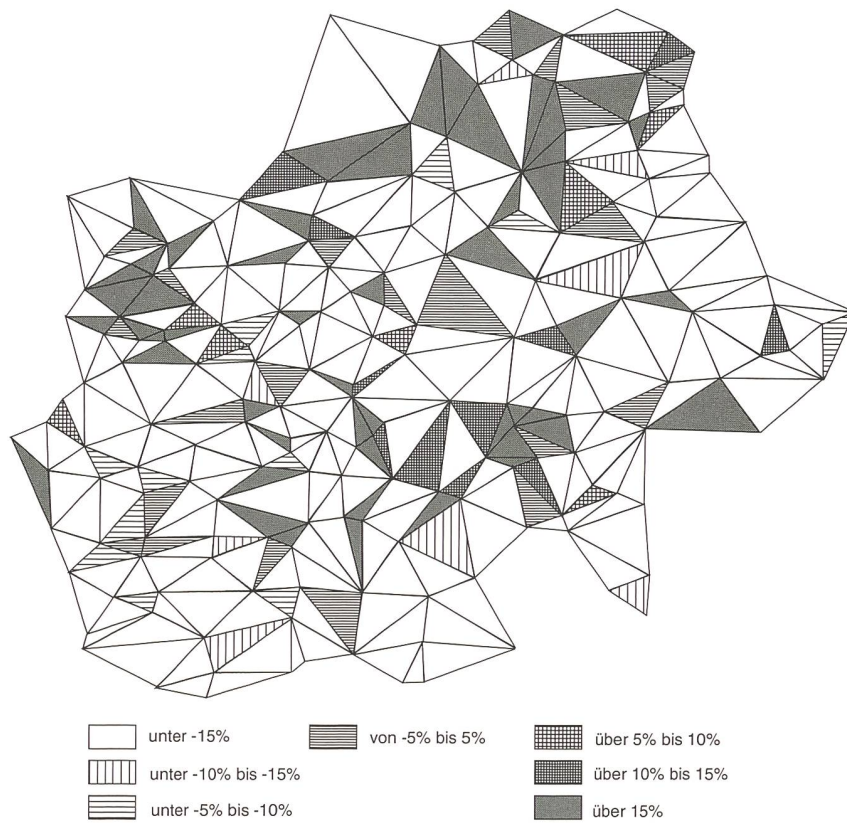 unter -15%
von -5% bis 5%
über 5% bis 10%
unter -10% bis -15%
über 10% bis 15%
unter -5% bis -10%
über 15%